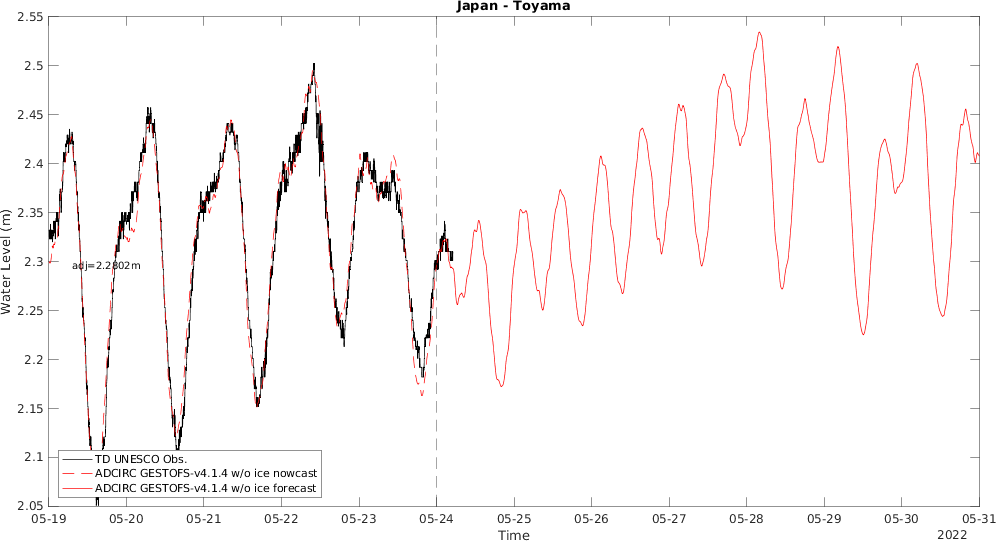 Japan - Toyama
2.55
2.5
2.45
2.4
2.35
2.3
2.25
2.2
2.15
2.1
2.05
Water Level (m)
adj=2.2802m
TD UNESCO Obs.
ADCIRC GESTOFS-v4.1.4 w/o ice nowcast
ADCIRC GESTOFS-v4.1.4 w/o ice forecast
05-19 05-20 05-21 05-22 05-23 05-24 05-25 05-26 05-27 05-28 05-29 05-30 05-31
Time
2022